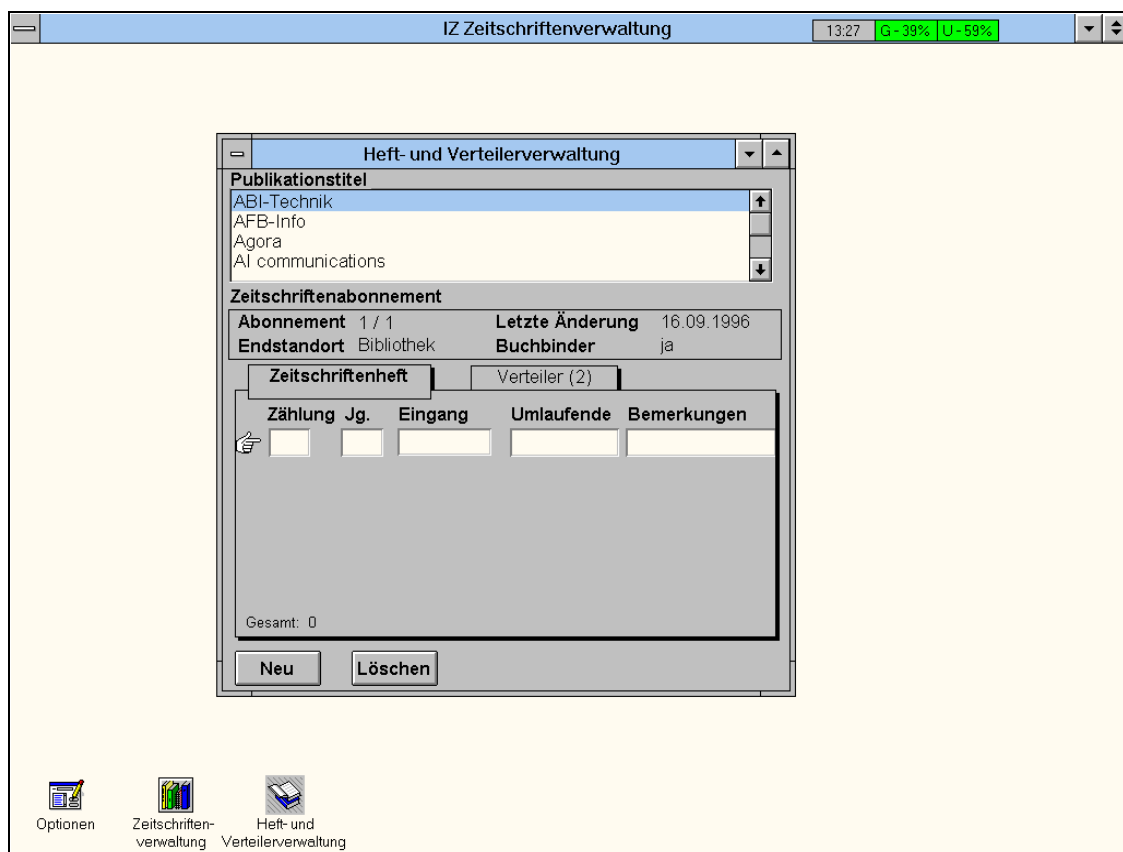 IZ Zeitschriftenverwaltung 13:27 G - 39% U - 59%
Heft- und Verteilerverwaltung
Publikationstitel
ABI-Technik
AFB-Info
Agora
AI communications
Zeitschriftenabonnement
Abonnement 1 / 1 Letzte Änderung 16.09.1996
Endstandort Bibliothek Buchbinder ja
Zeitschriftenheft Verteiler (2)
Zählung Jg. Eingang Umlaufende Bemerkungen
Gesamt: 0
Neu Löschen
Optionen Zeitschriften- Heft- und
verwaltung Verteilerverwaltung